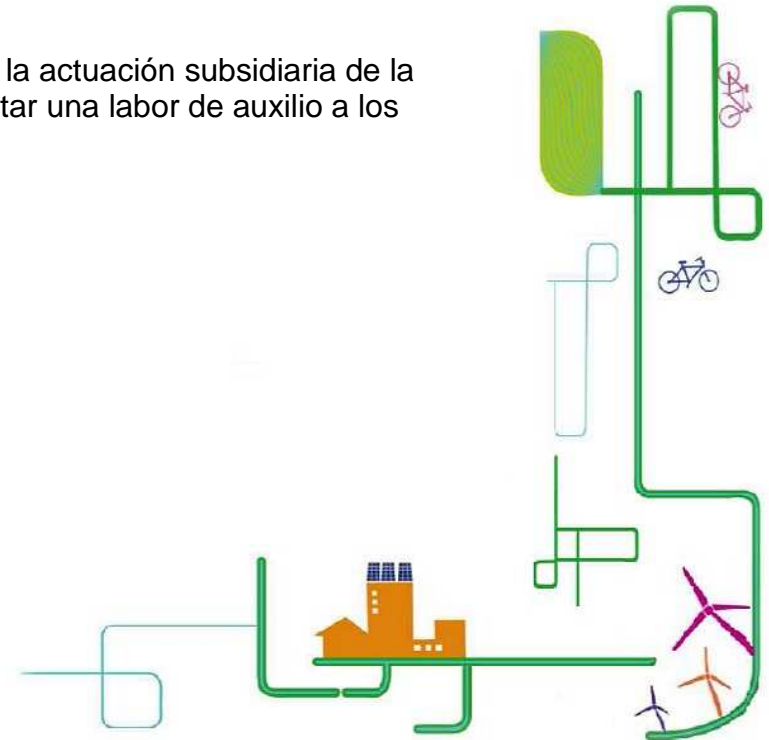 la actuación subsidiaria de la
tar una labor de auxilio a los